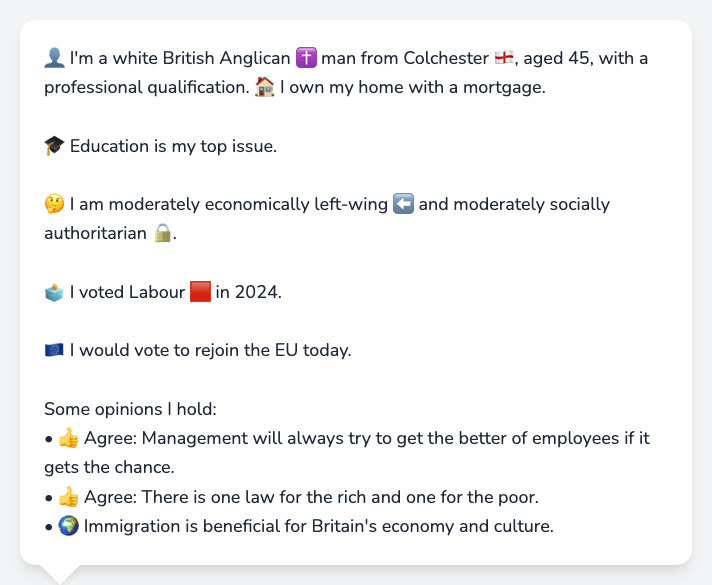 👤 I'm a white British Anglican ✝️ man from Colchester 🏴󠁧󠁢󠁥󠁮󠁧󠁿, aged 45, with a
professional qualification. 🏠 I own my home with a mortgage.
🎓 Education is my top issue.
🤔 I am moderately economically left-wing ⬅️ and moderately socially
authoritarian 🔒.
🗳️ I voted Labour 🟥 in 2024.
🇪🇺 I would vote to rejoin the EU today.
Some opinions I hold:
• 👍 Agree: Management will always try to get the better of employees if it
gets the chance.
• 👍 Agree: There is one law for the rich and one for the poor.
• 🌍 Immigration is beneficial for Britain's economy and culture.